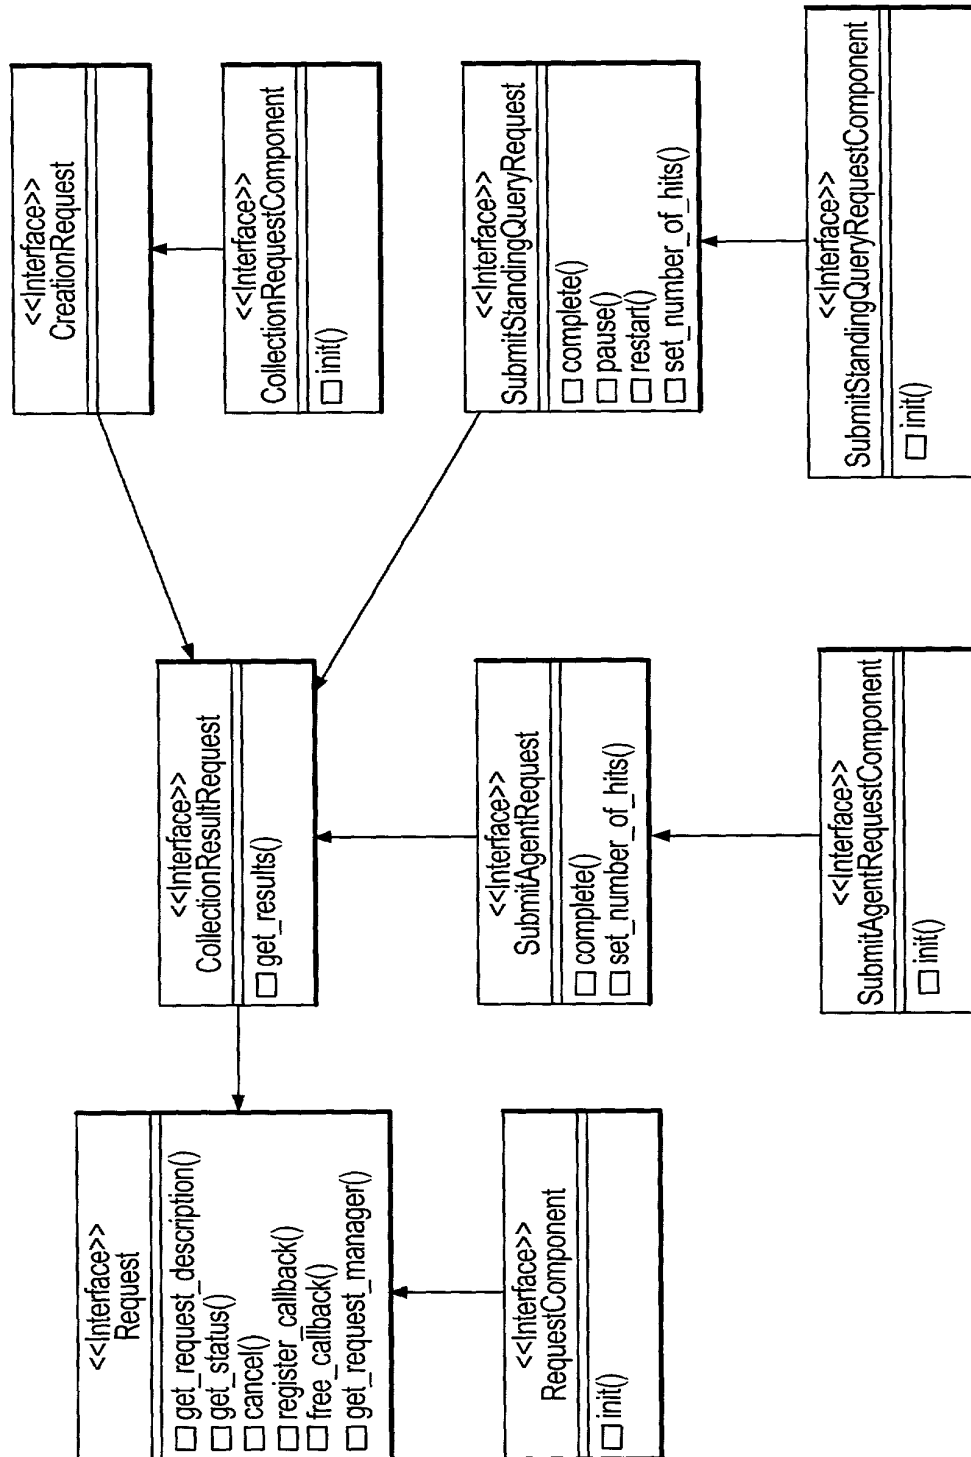 <<Interface>>
Request
get_request_description()
get_status()
cancel()
register_callback()
free_callback()
get_request_manager()
<<Interface>>
RequestComponent
init()
<<Interface>>
CollectionResultRequest
get_results()
<<Interface>>
SubmitAgentRequest
complete()
set_number_of_hits()
<<Interface>>
SubmitAgentRequestComponent
init()
<<Interface>>
CreationRequest
<<Interface>>
CollectionRequestComponent
init()
<<Interface>>
SubmitStandingQueryRequest
complete()
pause()
restart()
set_number_of_hits()
<<Interface>>
SubmitStandingQueryRequestComponent
init()